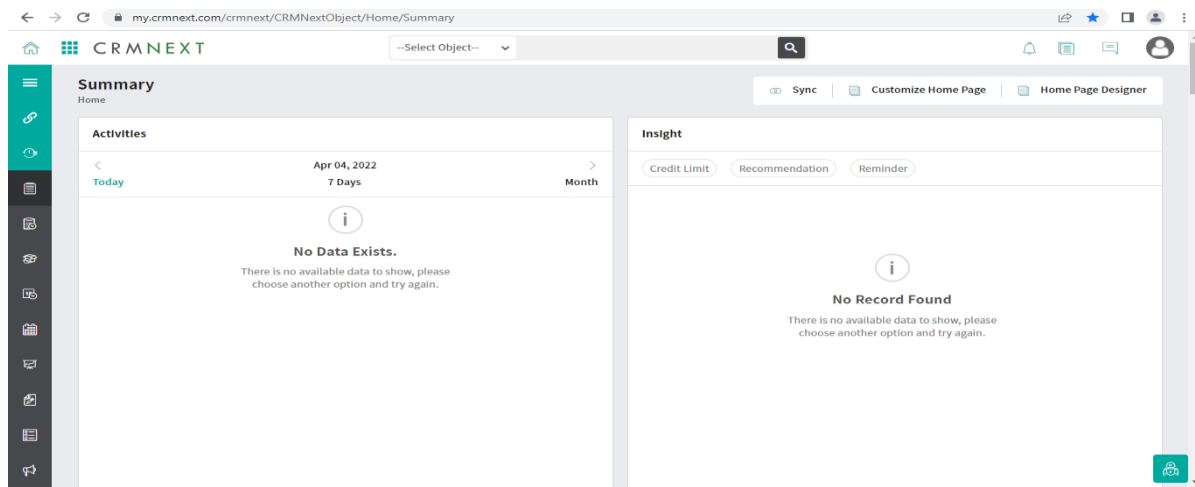 my.crmnext.com/crmnext/CRMNextObject/Home/Summary
CRMNEXT
--Select Object--
Summary
Home
Sync
Customize Home Page
Home Page Designer
Activities
Apr 04, 2022
Today
7 Days
Month
No Data Exists.
There is no available data to show, please
choose another option and try again.
Insight
Credit Limit
Recommendation
Reminder
No Record Found
There is no available data to show, please
choose another option and try again.